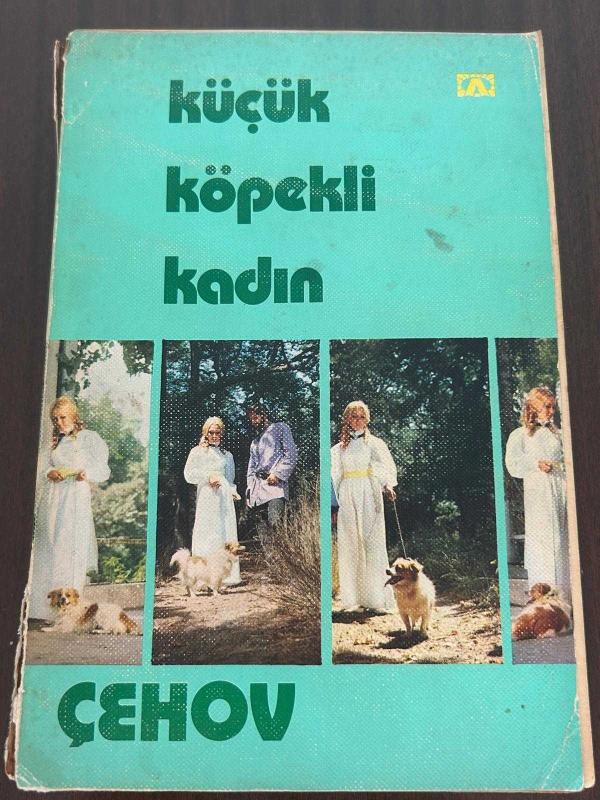 küçük
köpekli
kadın
ÇEHOV